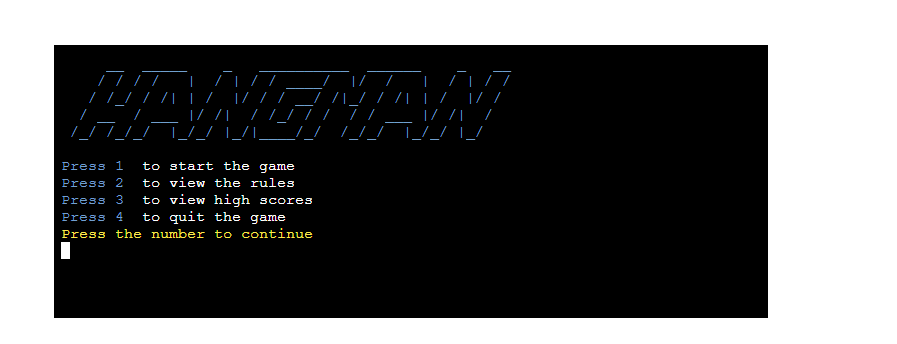 HANGMAN
Press 1 to start the game
Press 2 to view the rules
Press 3 to view high scores
Press 4 to quit the game
Press the number to continue